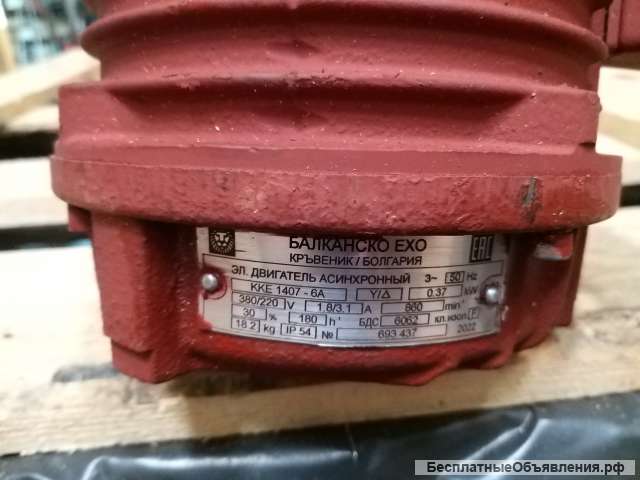 БАЛКАНСКО ЕХО
КРЪВЕНИК / БОЛГАРИЯ
EAC
ЭЛ. ДВИГАТЕЛЬ АСИНХРОННЫЙ 3~ 50 Hz
KKE 1407 - 6A Y/Δ 0.37 kW
380/220 V 1.8/3.1 A 860 min⁻¹
30 % 180 h⁻¹ БДС 6062 кл.изол. F
18.2 kg IP 54 № 693 437 2022
БесплатныеОбъявления.рф